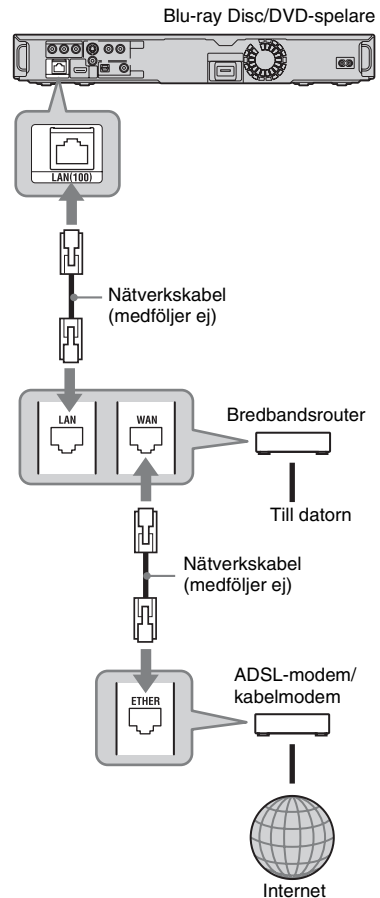 Blu-ray Disc/DVD-spelare
LAN(100)
Nätverkskabel
(medföljer ej)
LAN
WAN
Bredbandsrouter
Till datorn
Nätverkskabel
(medföljer ej)
ADSL-modem/
kabelmodem
ETHER
Internet